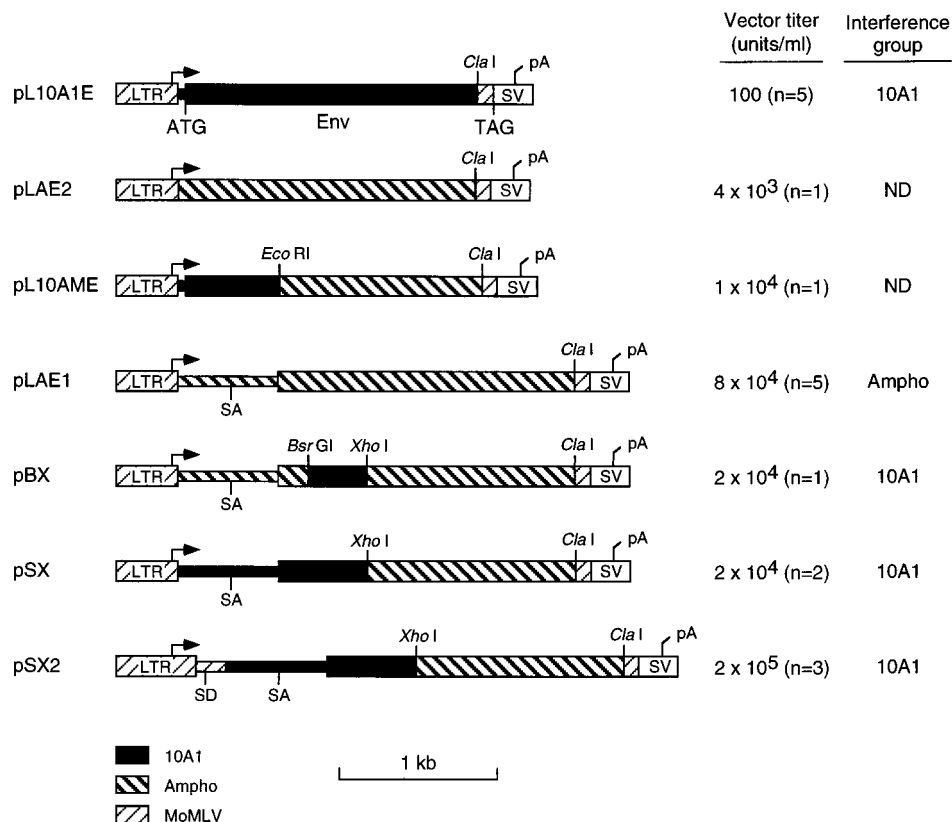 Vector titer Interference
(units/ml) group
Cla I pA
pL10A1E LTR SV 100 (n=5) 10A1
ATG Env TAG
Cla I pA
pLAE2 LTR SV 4 x 10³ (n=1) ND
Eco RI Cla I pA
pL10AME LTR SV 1 x 10⁴ (n=1) ND
Cla I pA
pLAE1 LTR SV 8 x 10⁴ (n=5) Ampho
SA
Bsr GI Xho I Cla I pA
pBX LTR SV 2 x 10⁴ (n=1) 10A1
SA
Xho I Cla I pA
pSX LTR SV 2 x 10⁴ (n=2) 10A1
SA
Xho I Cla I pA
pSX2 LTR SV 2 x 10⁵ (n=3) 10A1
SD SA
10A1 1 kb
Ampho
MoMLV